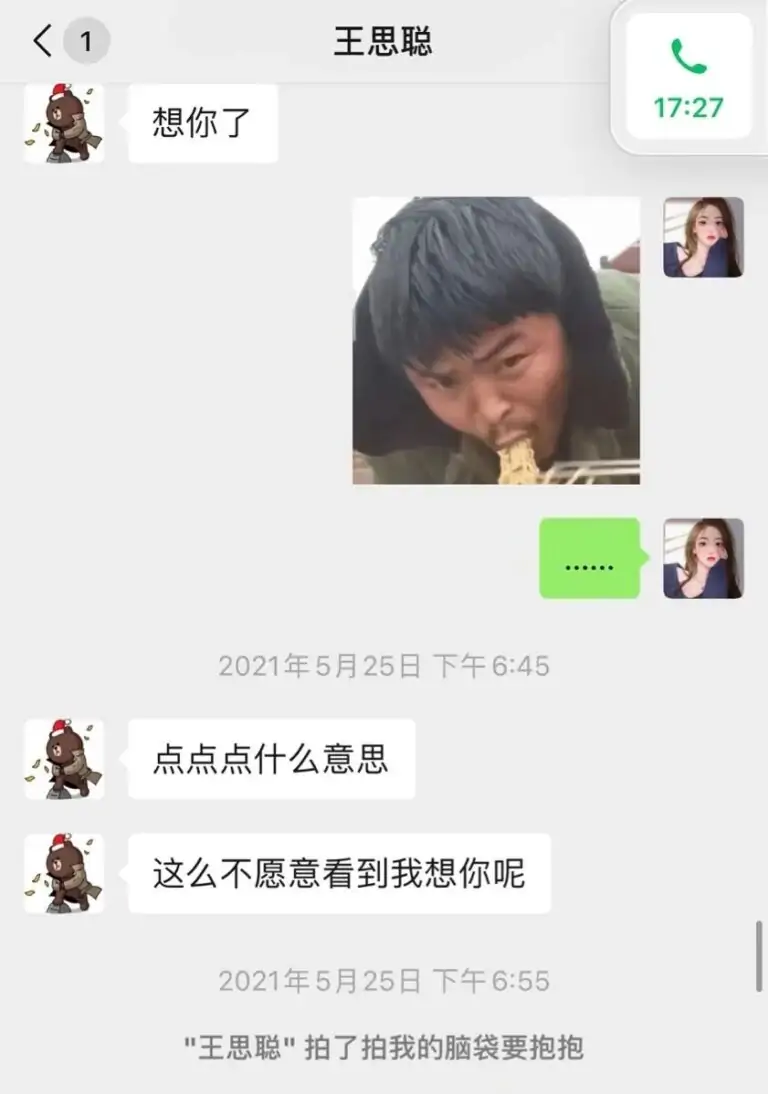 1
王思聪
17:27
想你了
……
2021年5月25日 下午6:45
点点点什么意思
这么不愿意看到我想你呢
2021年5月25日 下午6:55
"王思聪" 拍了拍我的脑袋要抱抱